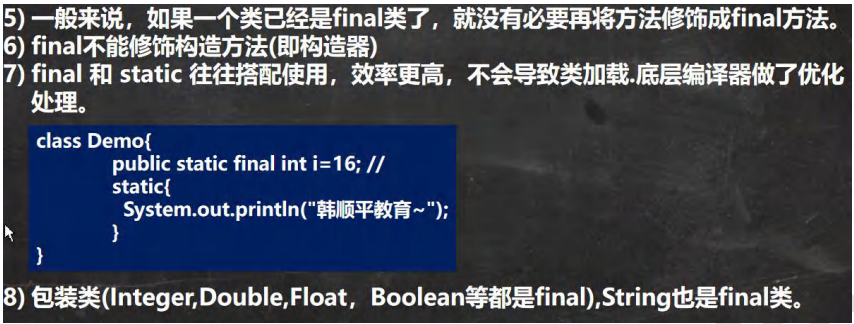 5) 一般来说，如果一个类已经是final类了，就没有必要再将方法修饰成final方法。
6) final不能修饰构造方法(即构造器)
7) final 和 static 往往搭配使用，效率更高，不会导致类加载.底层编译器做了优化
处理。
class Demo{
public static final int i=16; //
static{
System.out.println("韩顺平教育~");
}
}
8) 包装类(Integer,Double,Float，Boolean等都是final),String也是final类。